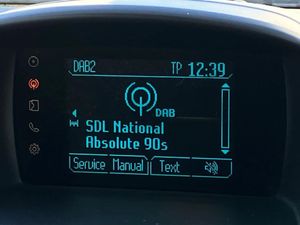 DAB2 TP 12:39
DAB
SDL National
Absolute 90s
Service Manual Text